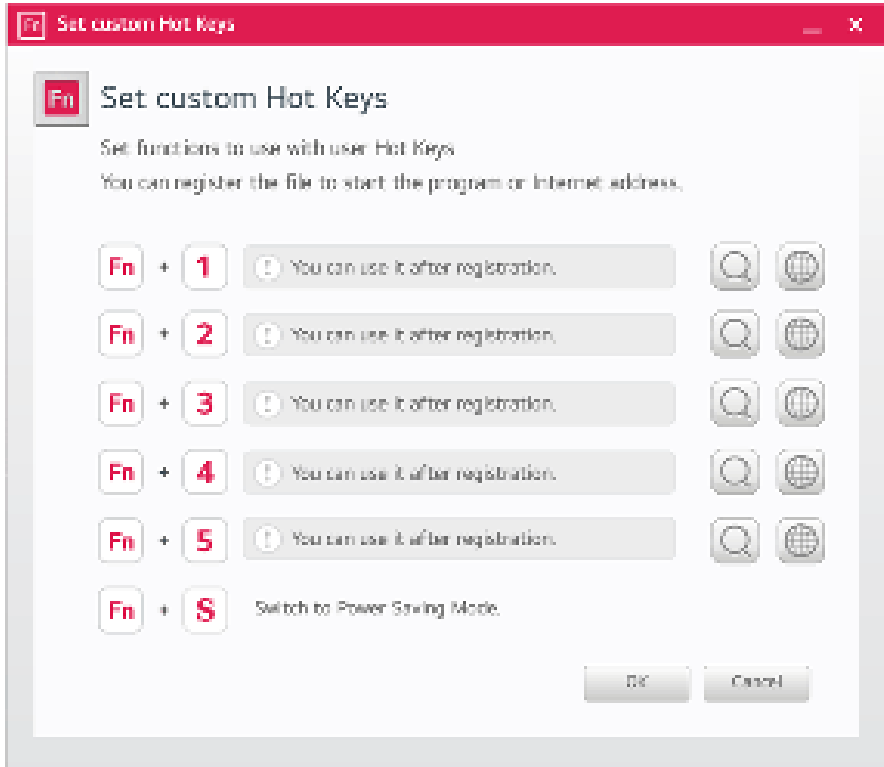 Fn Set custom Hot Keys
Fn Set custom Hot Keys
Set functions to use with user Hot Keys
You can register the file to start the program or Internet address.
Fn + 1 You can use it after registration.
Fn + 2 You can use it after registration.
Fn + 3 You can use it after registration.
Fn + 4 You can use it after registration.
Fn + 5 You can use it after registration.
Fn + S Switch to Power Saving Mode.
OK Cancel